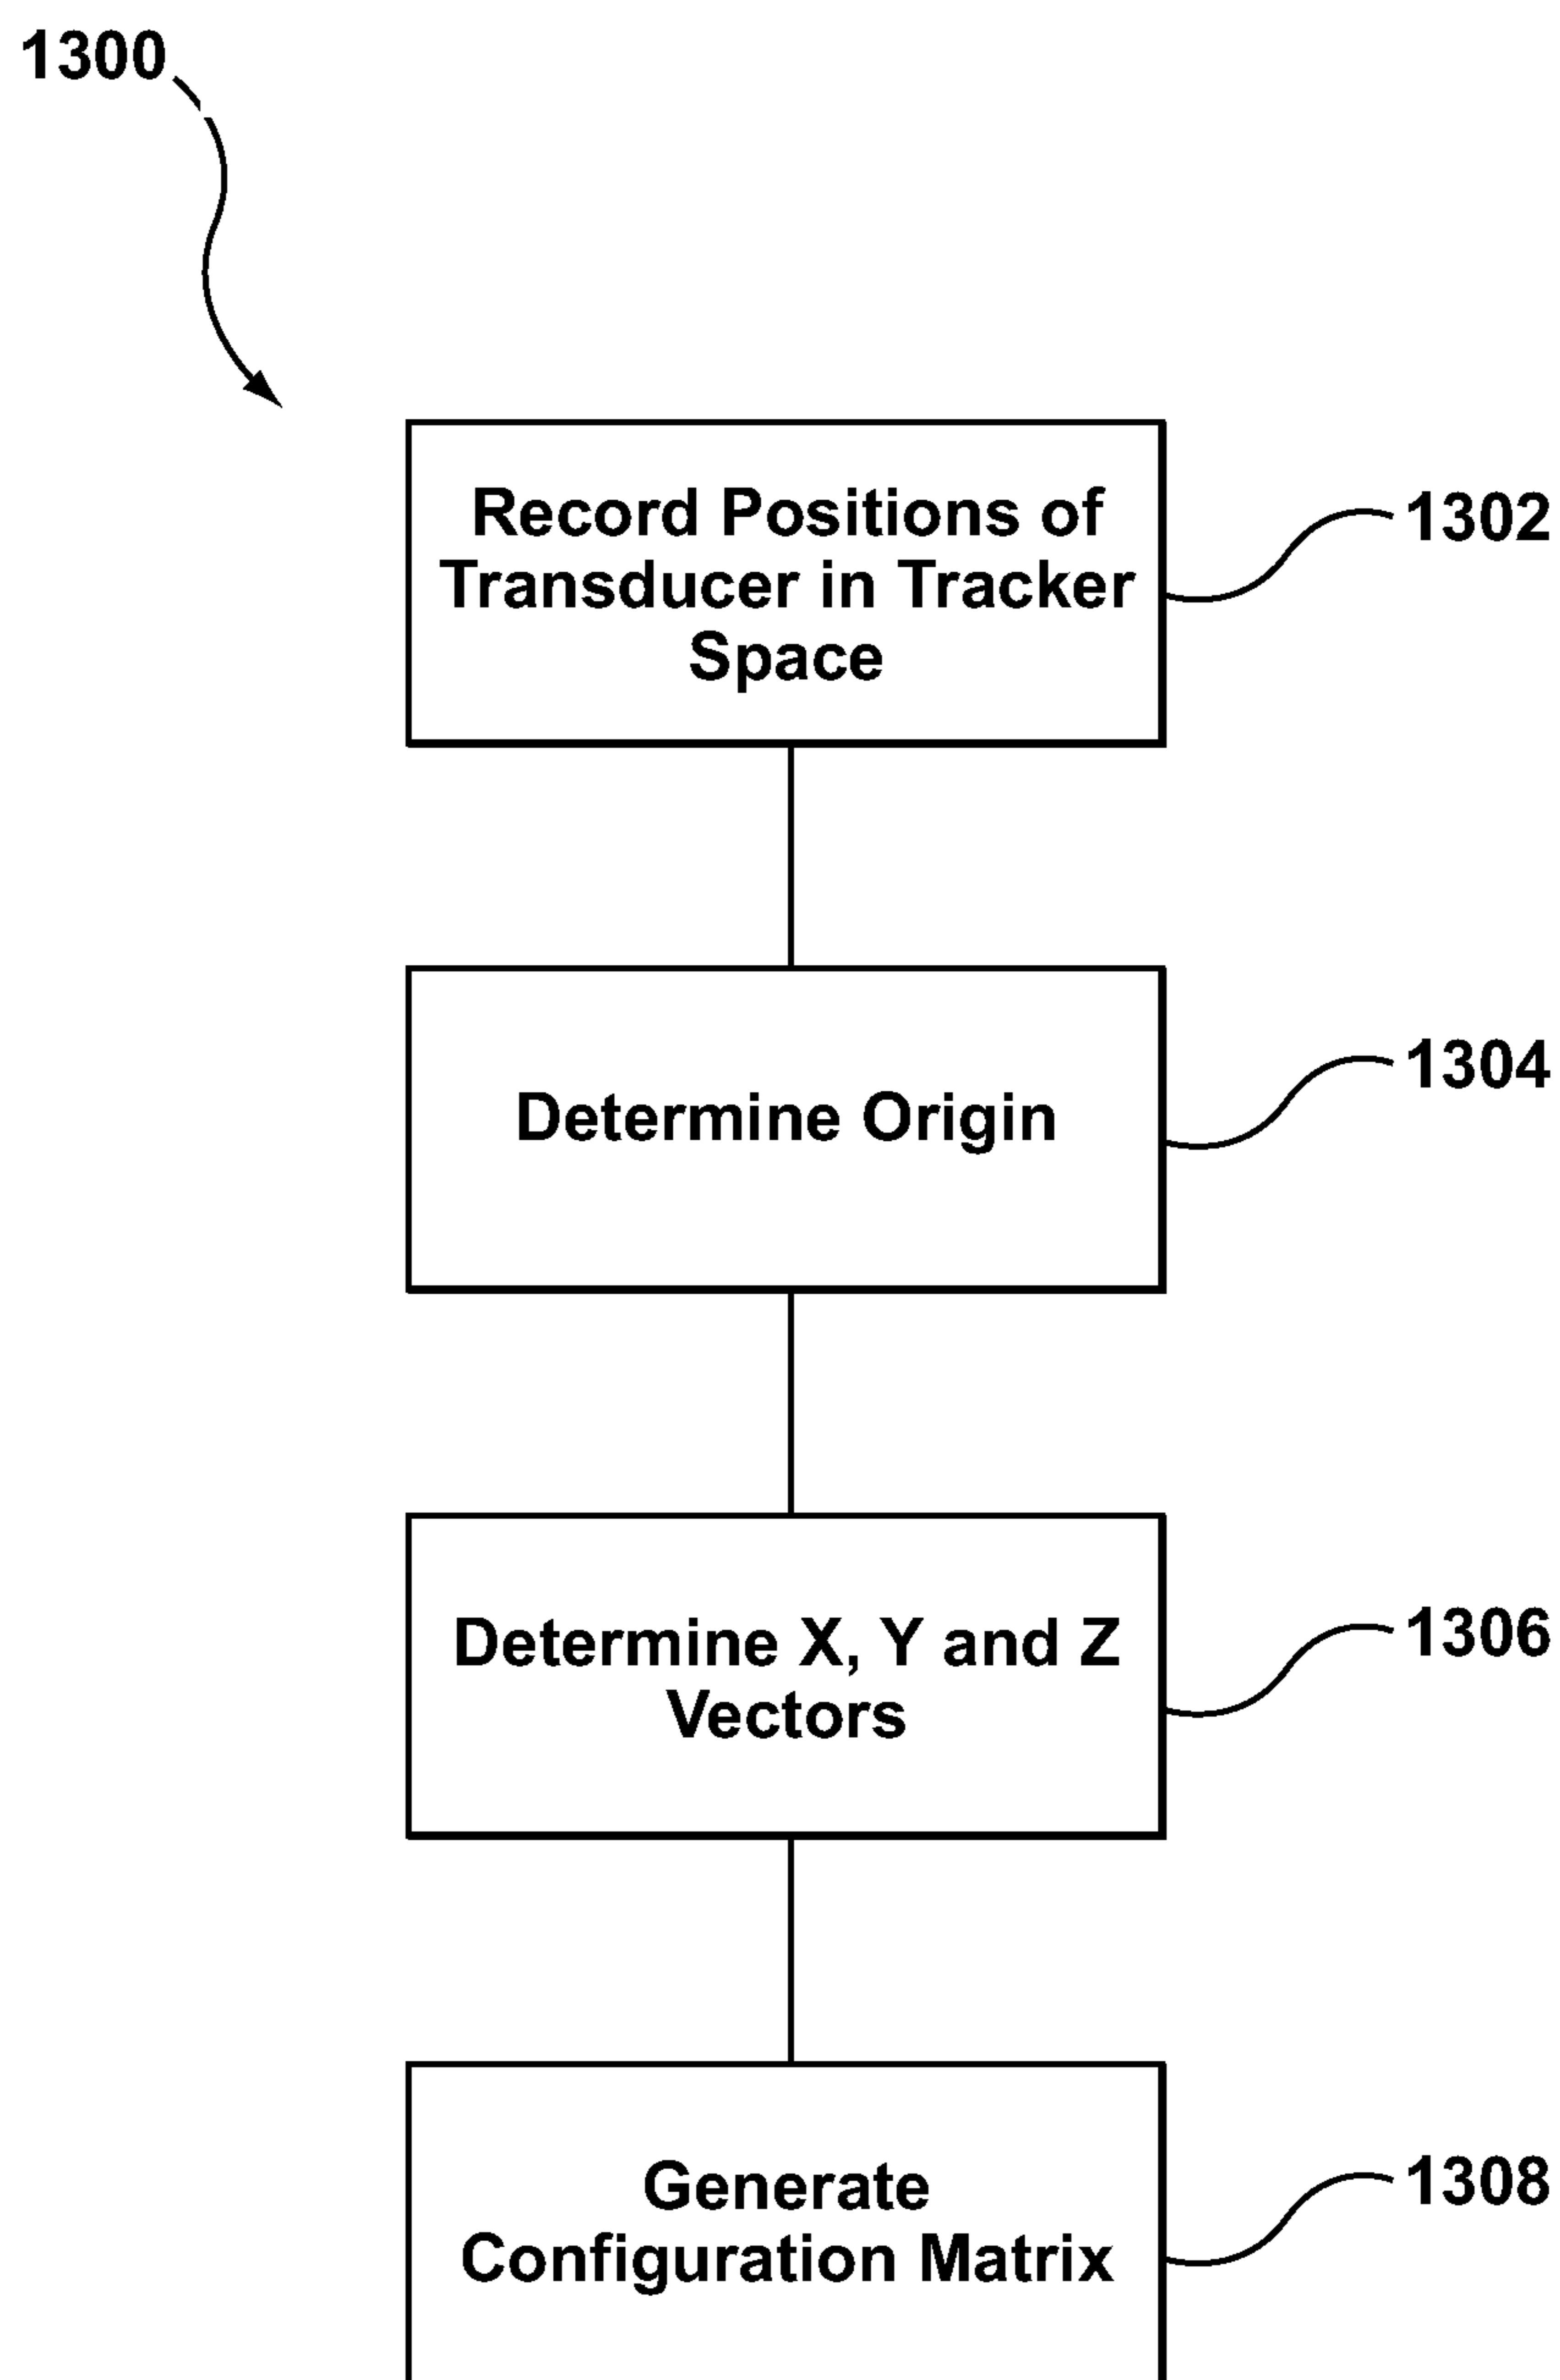 1300
Record Positions of
Transducer in Tracker
Space
1302
Determine Origin
1304
Determine X, Y and Z
Vectors
1306
Generate
Configuration Matrix
1308